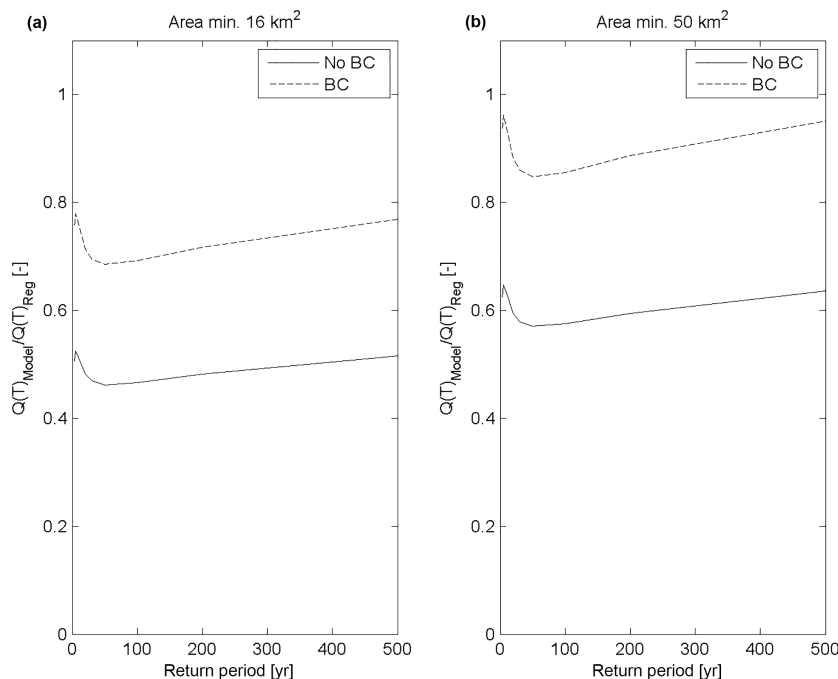 (a) Area min. 16 km²
No BC
BC
1
0.8
0.6
0.4
0.2
0
Q(T)Model/Q(T)Reg [-]
0 100 200 300 400 500
Return period [yr]
(b) Area min. 50 km²
No BC
BC
1
0.8
0.6
0.4
0.2
0
Q(T)Model/Q(T)Reg [-]
0 100 200 300 400 500
Return period [yr]